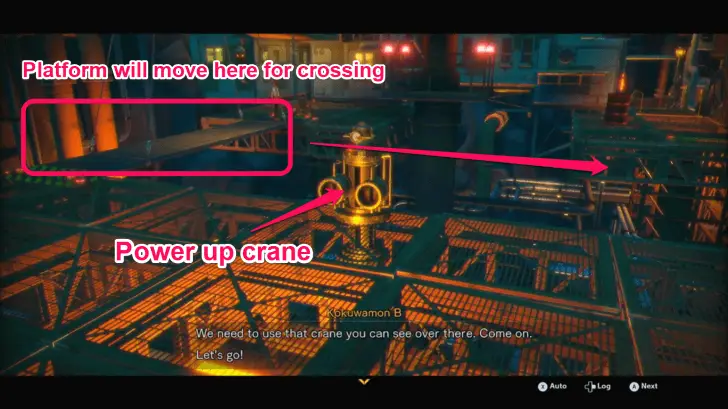 Platform will move here for crossing
Power up crane
Kokuwamon B
We need to use that crane you can see over there. Come on.
Let's go!
X Auto
Log
A Next